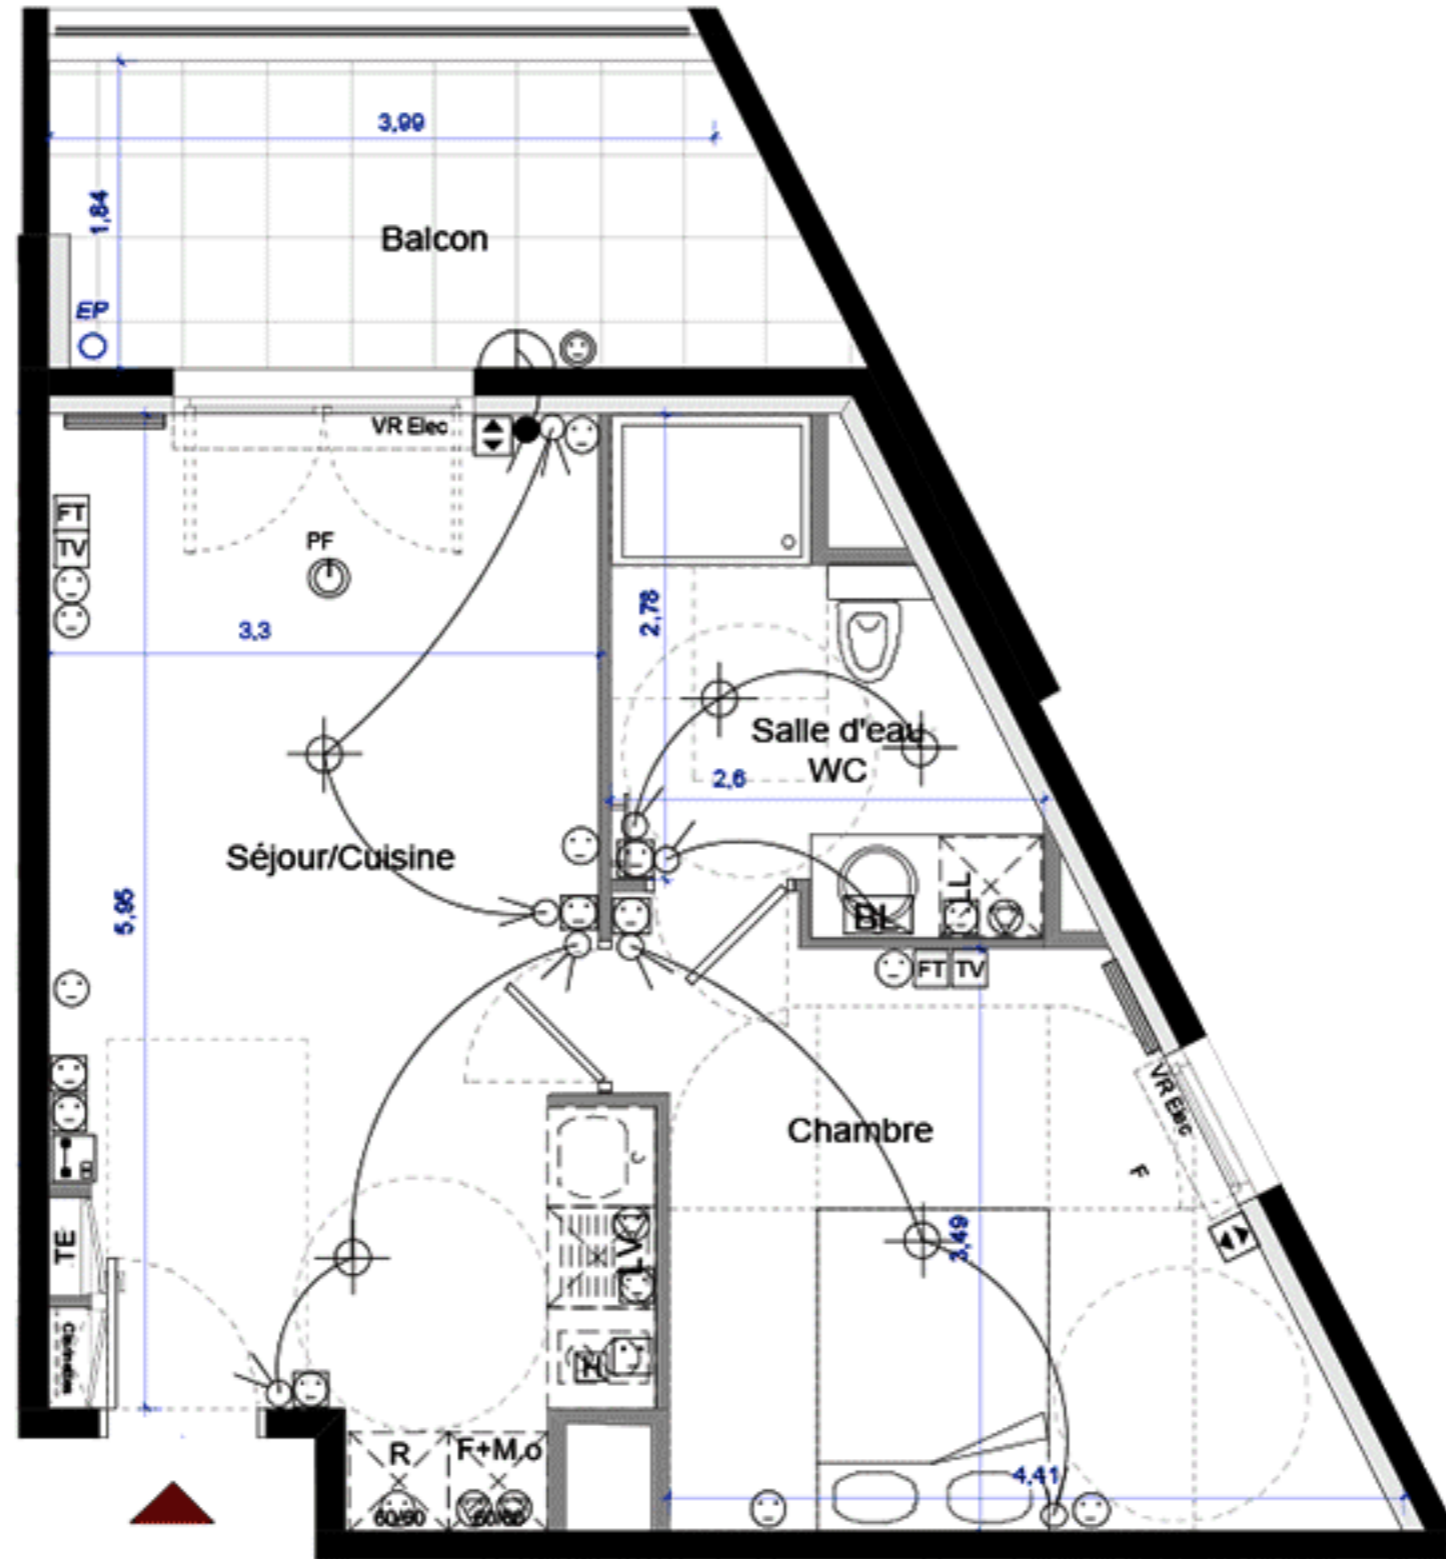 3,99
1,84
Balcon
EP
VR Elec
FT
TV
PF
3,3
2,78
Salle d'eau
WC
2,6
Séjour/Cuisine
5,95
BL
LL
FT TV
VR Elec
Chambre
F
TE
LV
3,49
R
F+M.o
60/60
4,41